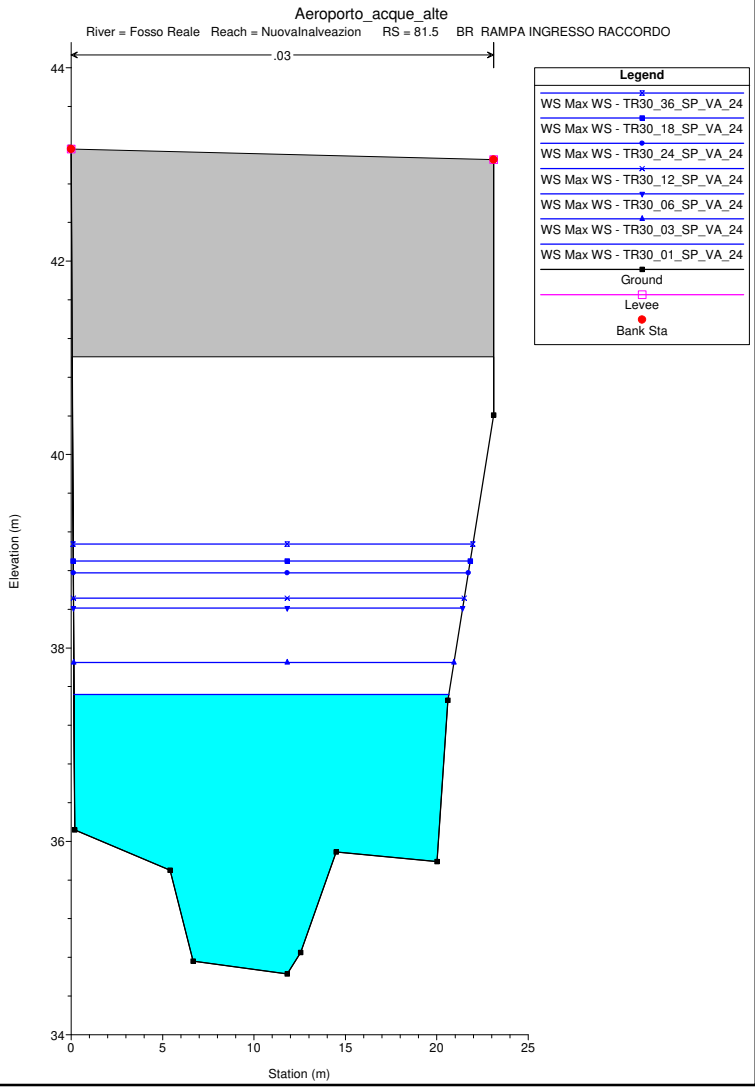 Aeroporto_acque_alte
River = Fosso Reale Reach = NuovaInalveazion RS = 81.5 BR RAMPA INGRESSO RACCORDO
.03
44
42
40
38
36
34
Elevation (m)
0 5 10 15 20 25
Station (m)
Legend
WS Max WS - TR30_36_SP_VA_24
WS Max WS - TR30_18_SP_VA_24
WS Max WS - TR30_24_SP_VA_24
WS Max WS - TR30_12_SP_VA_24
WS Max WS - TR30_06_SP_VA_24
WS Max WS - TR30_03_SP_VA_24
WS Max WS - TR30_01_SP_VA_24
Ground
Levee
Bank Sta